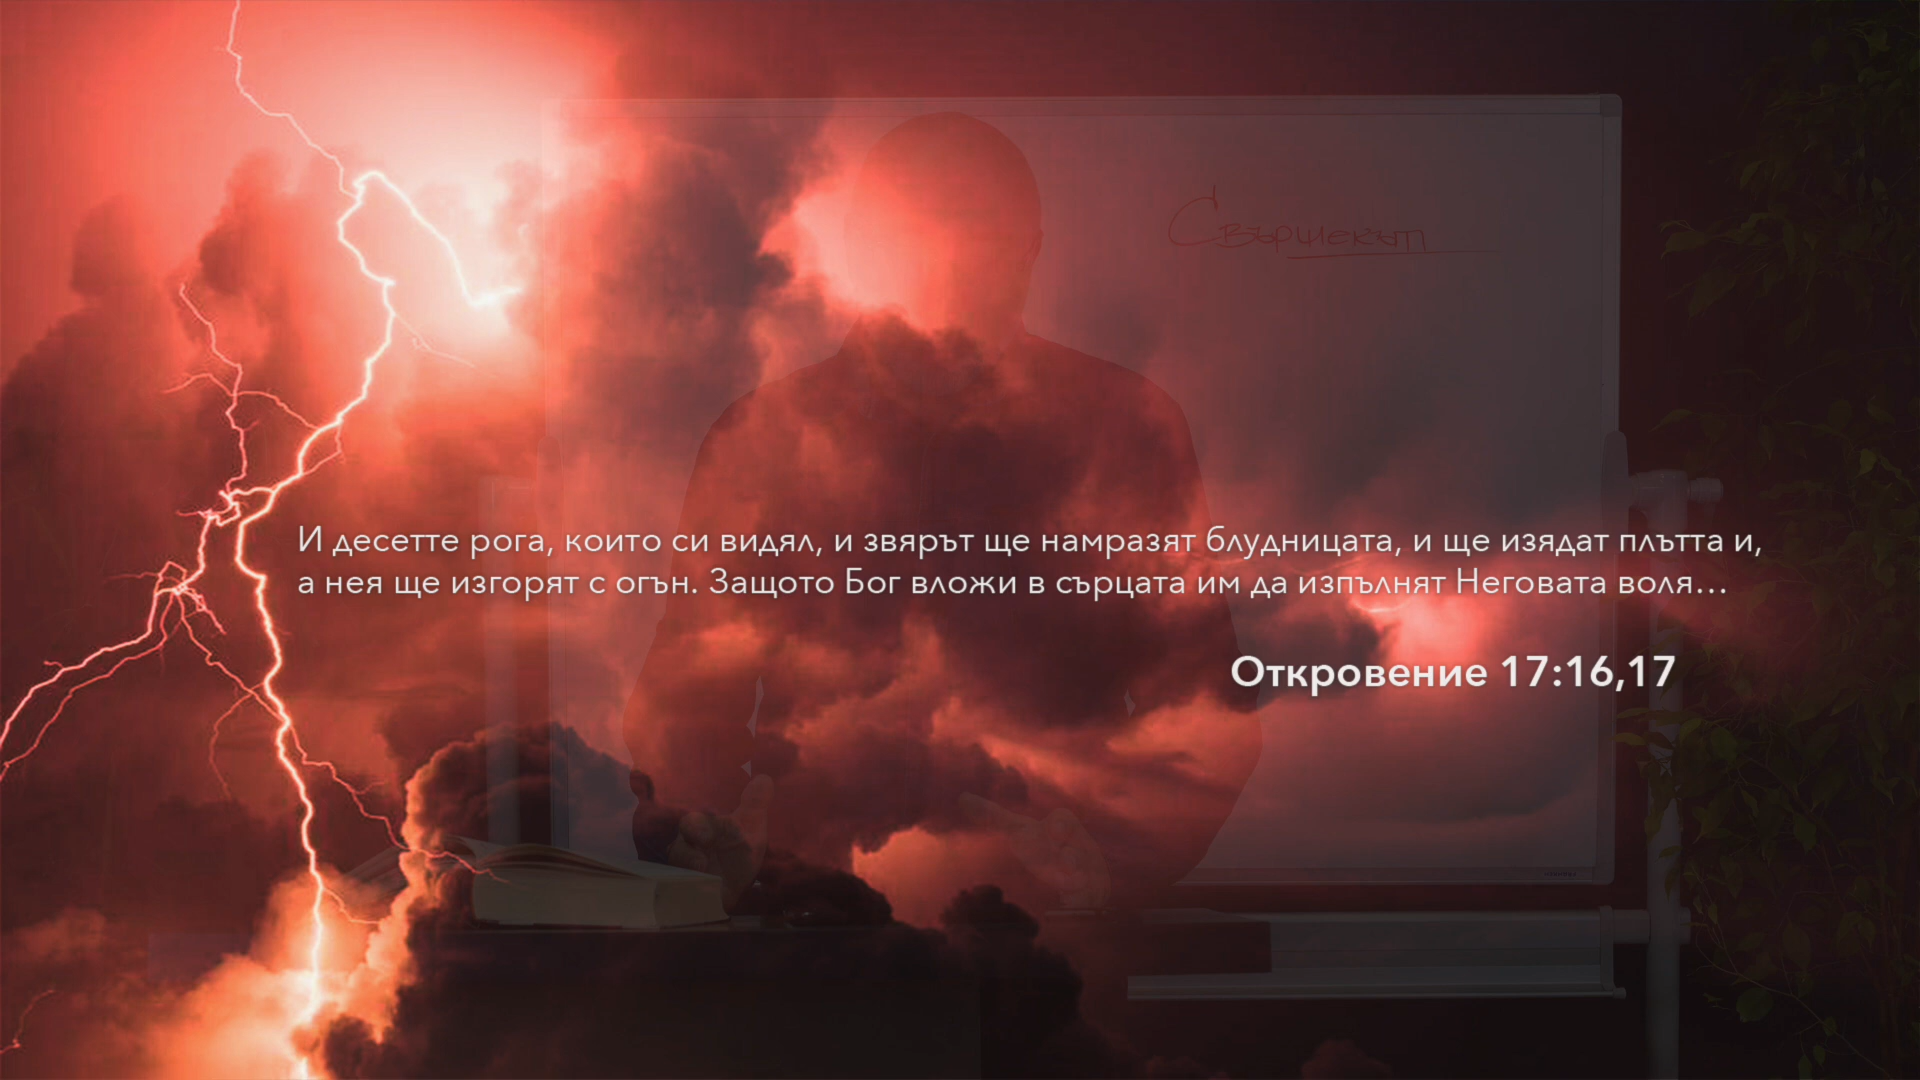 Свършекът
И десетте рога, които си видял, и звярът ще намразят блудницата, и ще изядат плътта и,
а нея ще изгорят с огън. Защото Бог вложи в сърцата им да изпълнят Неговата воля...
Откровение 17:16,17